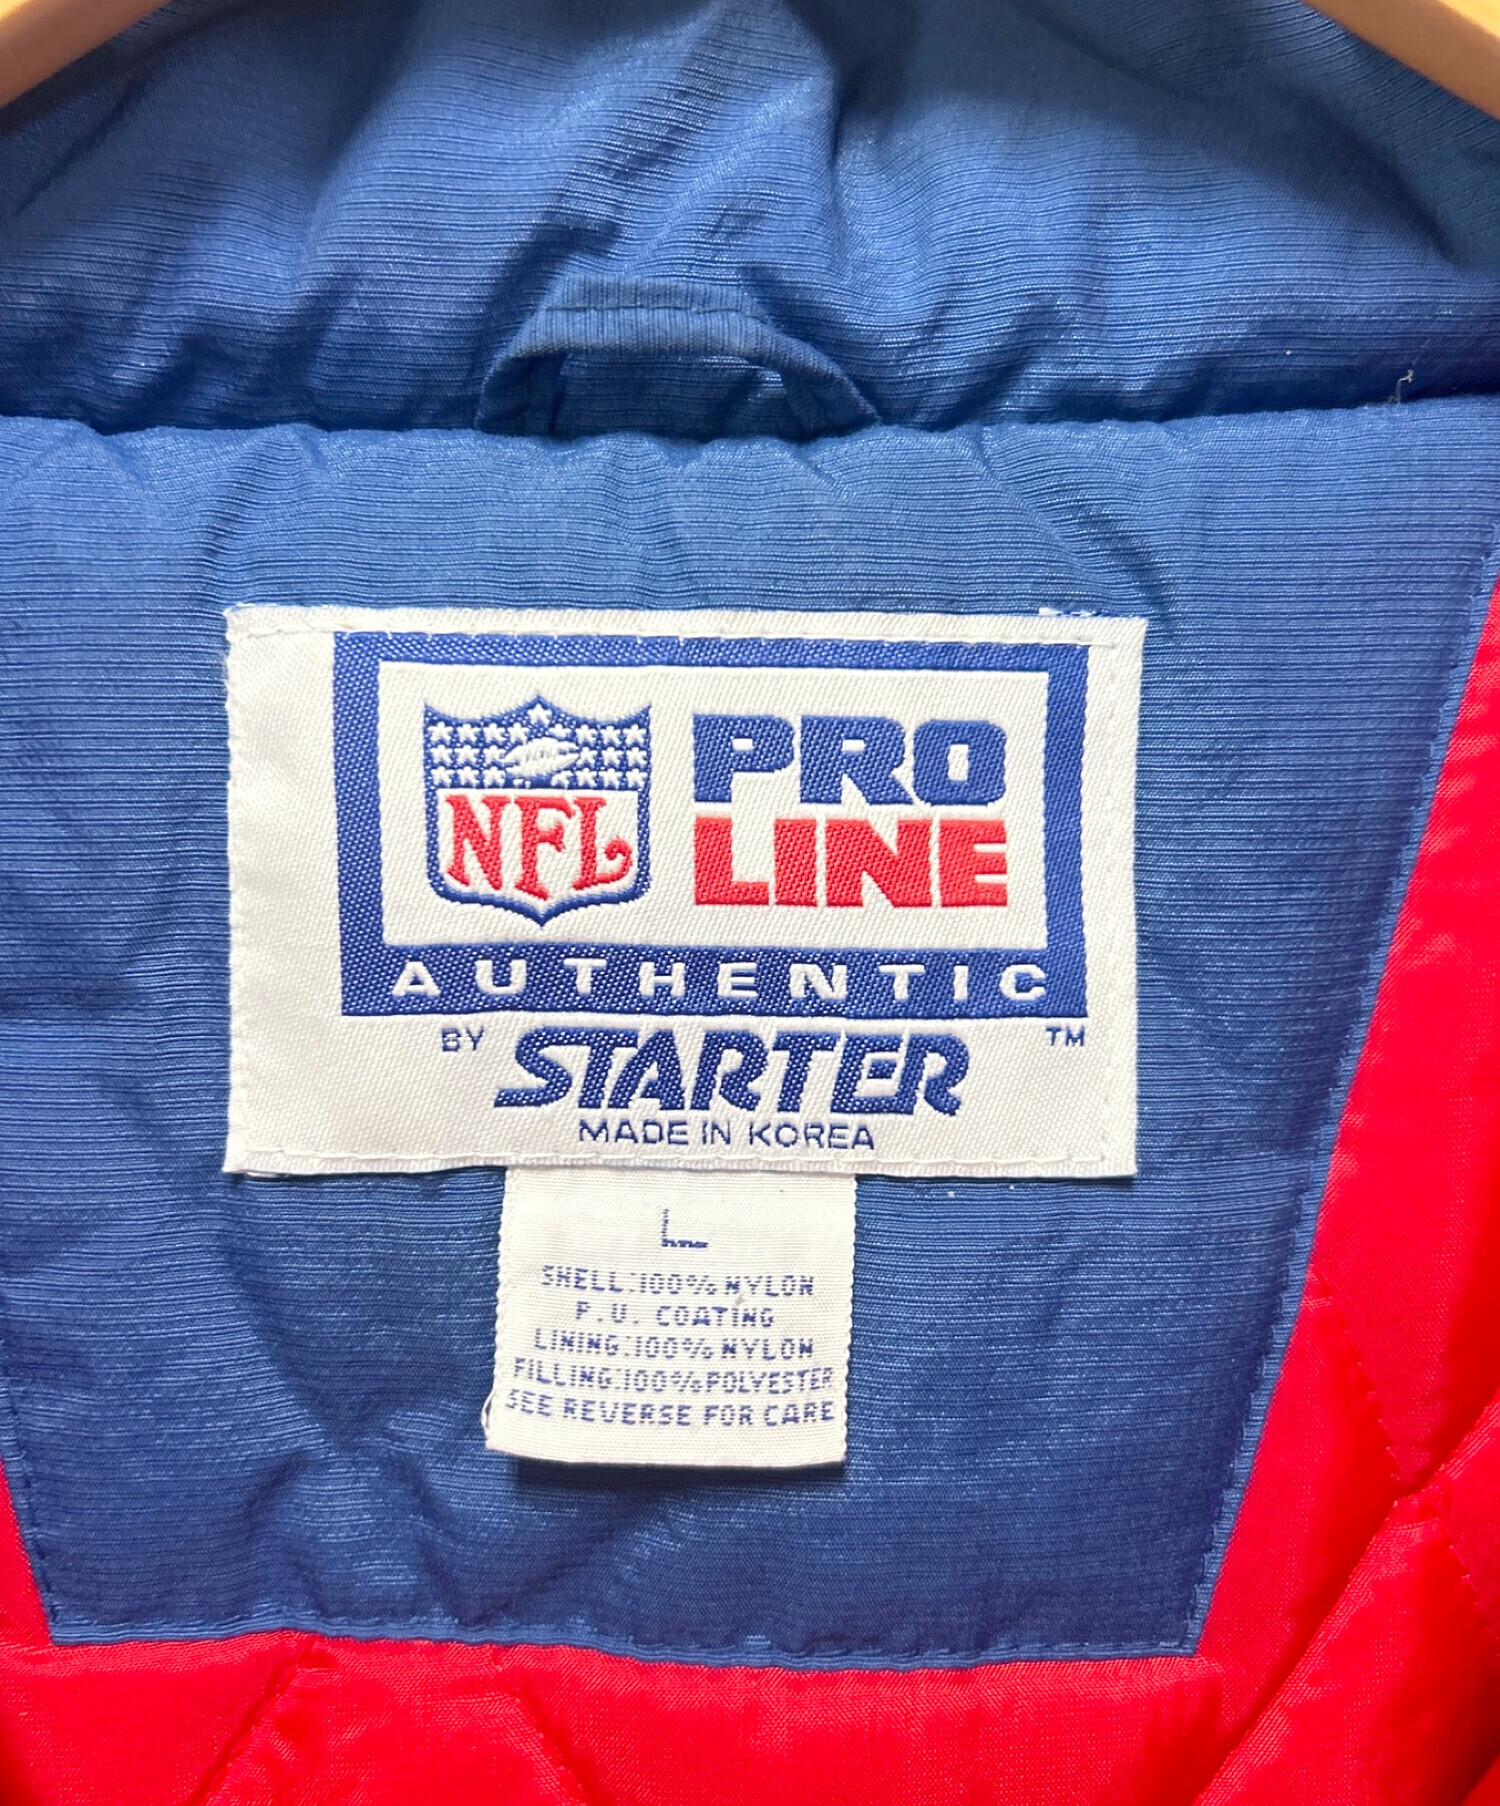 NFL
PRO
LINE
AUTHENTIC
BY STARTER ™
MADE IN KOREA
L
SHELL:100% NYLON
P.U. COATING
LINING:100% NYLON
FILLING:100% POLYESTER
SEE REVERSE FOR CARE